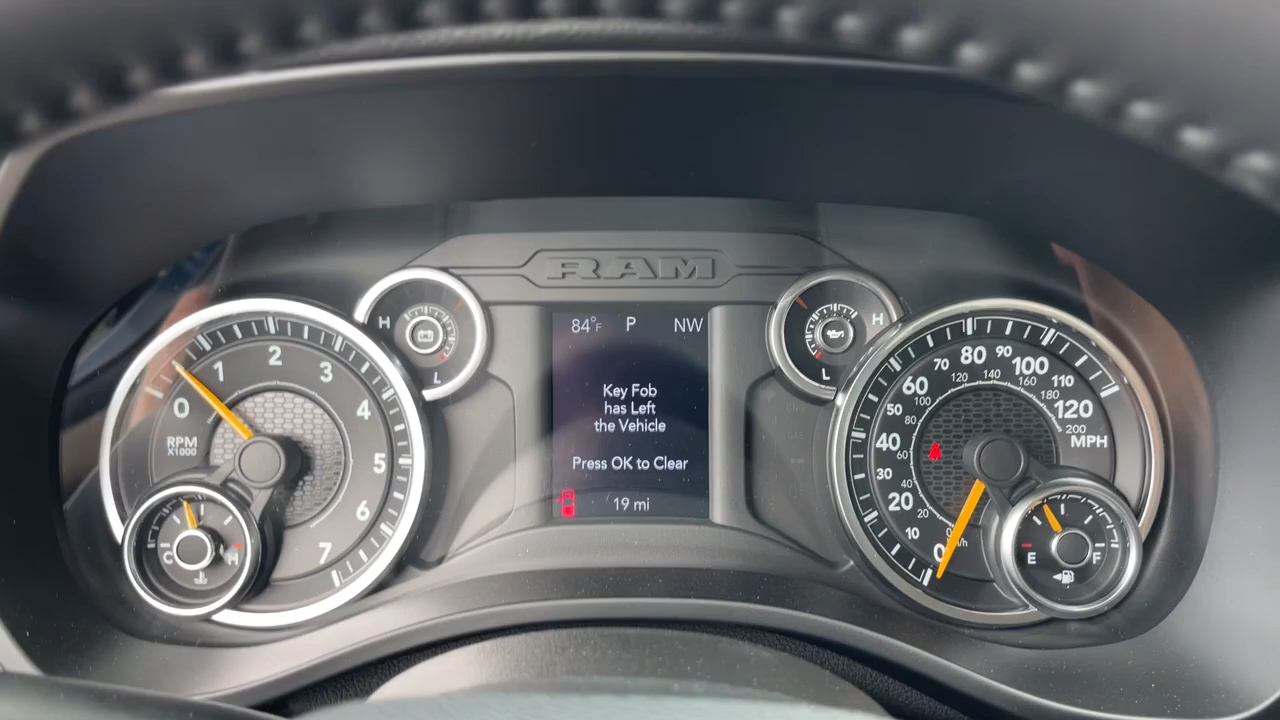 RAM
84°F P NW
Key Fob
has Left
the Vehicle
Press OK to Clear
19 mi
H
L
H
L
0 1 2 3 4 5 6 7
RPM
X1000
C H
0 10 20 30 40 50 60 70 80 90 100 110 120
MPH
20 40 60 80 100 120 140 160 180 200
E F